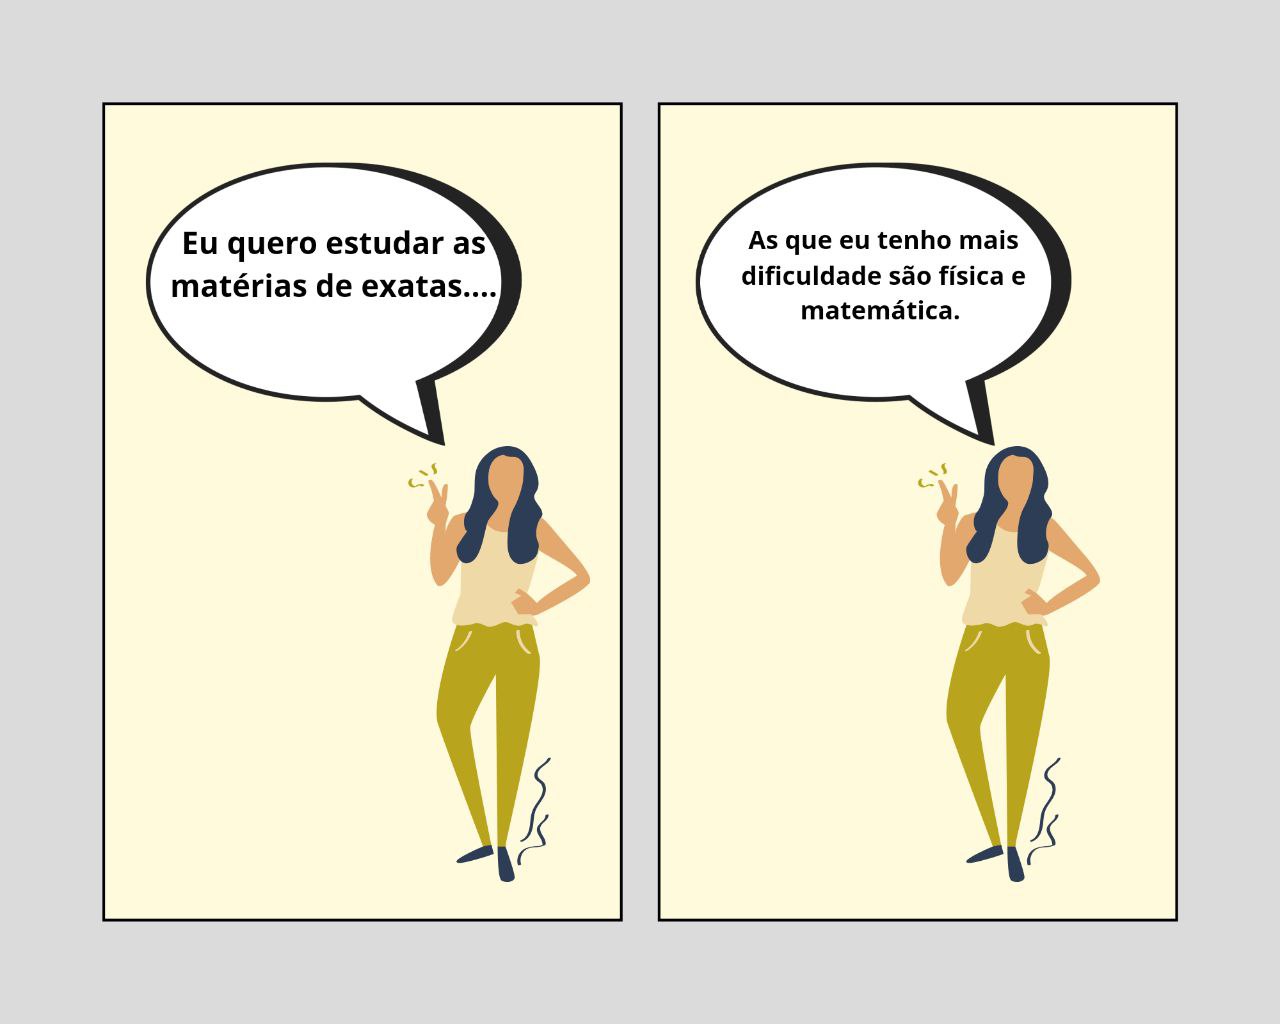 Eu quero estudar as
matérias de exatas....
As que eu tenho mais
dificuldade são física e
matemática.